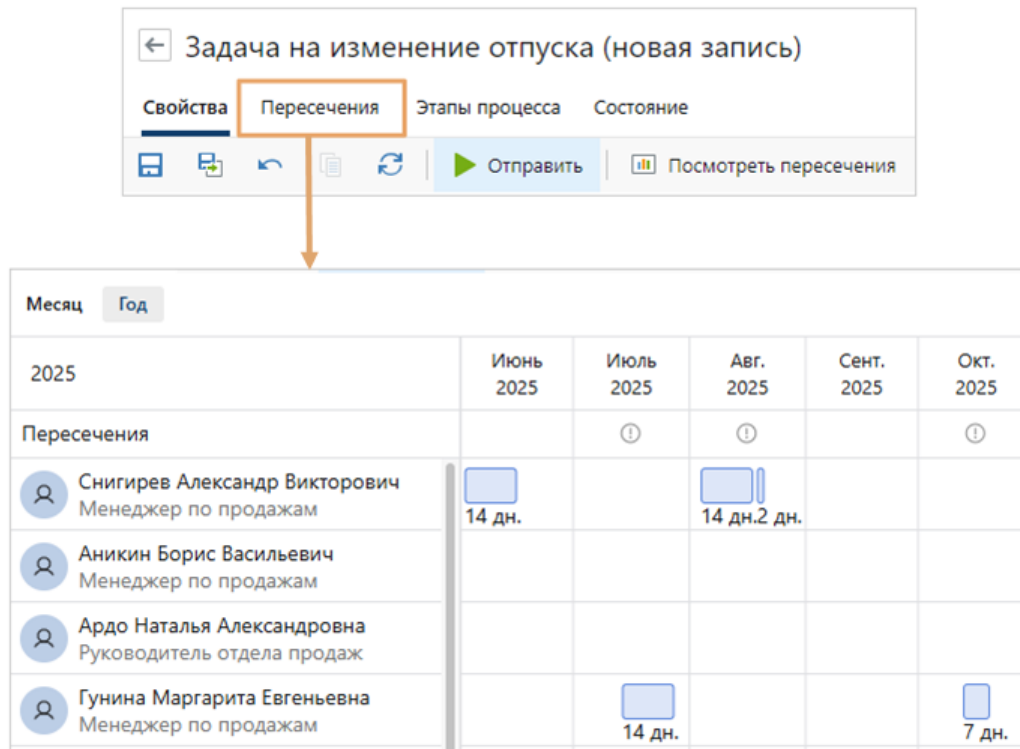 Задача на изменение отпуска (новая запись)
Свойства Пересечения Этапы процесса Состояние
Отправить Посмотреть пересечения
Месяц Год
2025 Июнь 2025 Июль 2025 Авг. 2025 Сент. 2025 Окт. 2025
Пересечения
Снигирев Александр Викторович
Менеджер по продажам
14 дн. 14 дн.2 дн.
Аникин Борис Васильевич
Менеджер по продажам
Ардо Наталья Александровна
Руководитель отдела продаж
Гунина Маргарита Евгеньевна
Менеджер по продажам
14 дн. 7 дн.